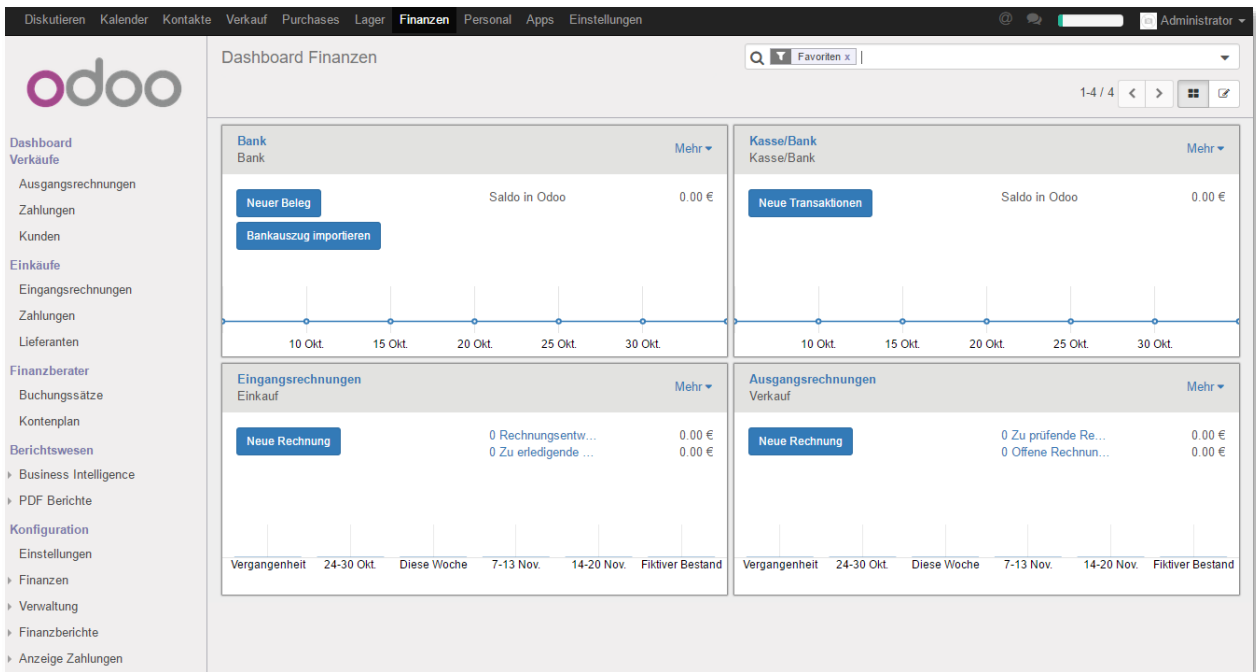 Diskutieren Kalender Kontakte Verkauf Purchases Lager Finanzen Personal Apps Einstellungen @ Administrator
odoo
Dashboard
Verkäufe
Ausgangsrechnungen
Zahlungen
Kunden
Einkäufe
Eingangsrechnungen
Zahlungen
Lieferanten
Finanzberater
Buchungssätze
Kontenplan
Berichtswesen
Business Intelligence
PDF Berichte
Konfiguration
Einstellungen
Finanzen
Verwaltung
Finanzberichte
Anzeige Zahlungen
Dashboard Finanzen
Favoriten x
1-4 / 4
Bank Mehr
Bank
Neuer Beleg Saldo in Odoo 0.00 €
Bankauszug importieren
10 Okt. 15 Okt. 20 Okt. 25 Okt. 30 Okt.
Kasse/Bank Mehr
Kasse/Bank
Neue Transaktionen Saldo in Odoo 0.00 €
10 Okt. 15 Okt. 20 Okt. 25 Okt. 30 Okt.
Eingangsrechnungen Mehr
Einkauf
Neue Rechnung 0 Rechnungsentw... 0.00 €
0 Zu erledigende ... 0.00 €
Vergangenheit 24-30 Okt. Diese Woche 7-13 Nov. 14-20 Nov. Fiktiver Bestand
Ausgangsrechnungen Mehr
Verkauf
Neue Rechnung 0 Zu prüfende Re... 0.00 €
0 Offene Rechnun... 0.00 €
Vergangenheit 24-30 Okt. Diese Woche 7-13 Nov. 14-20 Nov. Fiktiver Bestand